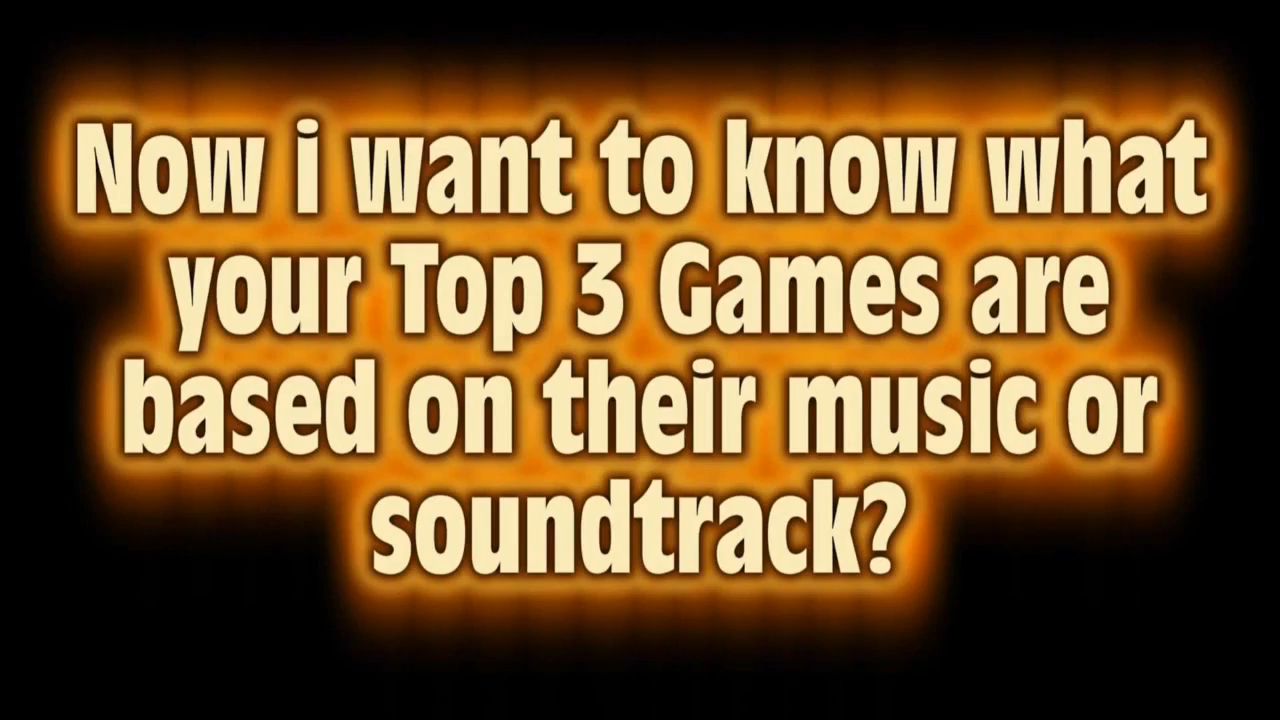 Now i want to know what
your Top 3 Games are
based on their music or
soundtrack?